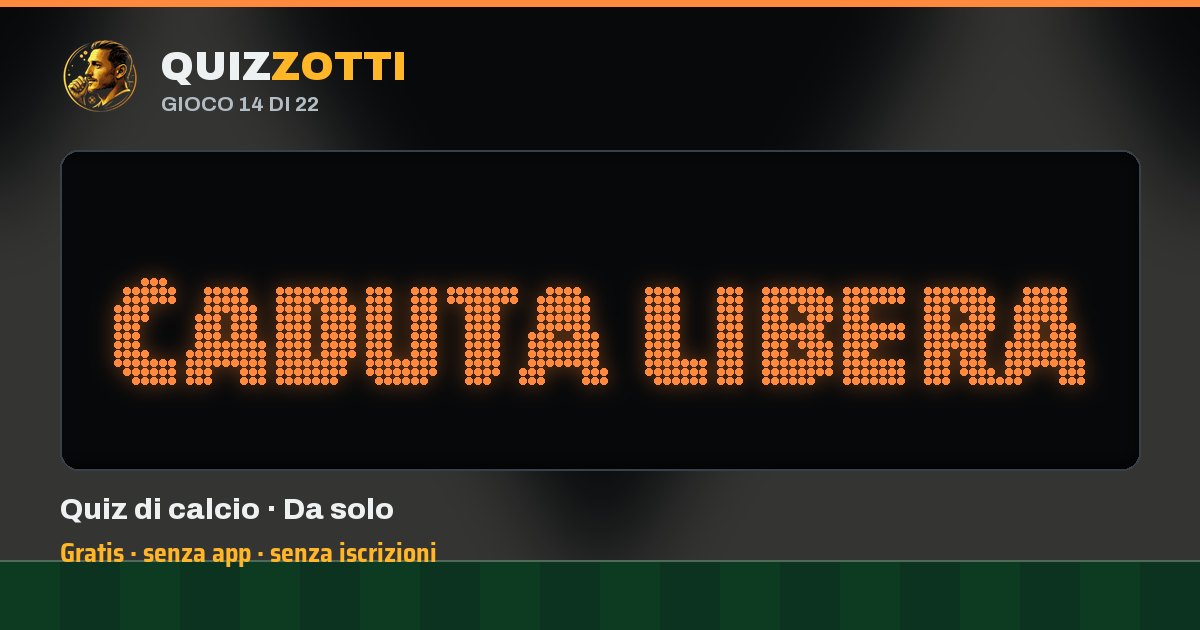 QUIZZOTTI
GIOCO 14 DI 22
CADUTA LIBERA
Quiz di calcio · Da solo
Gratis · senza app · senza iscrizioni